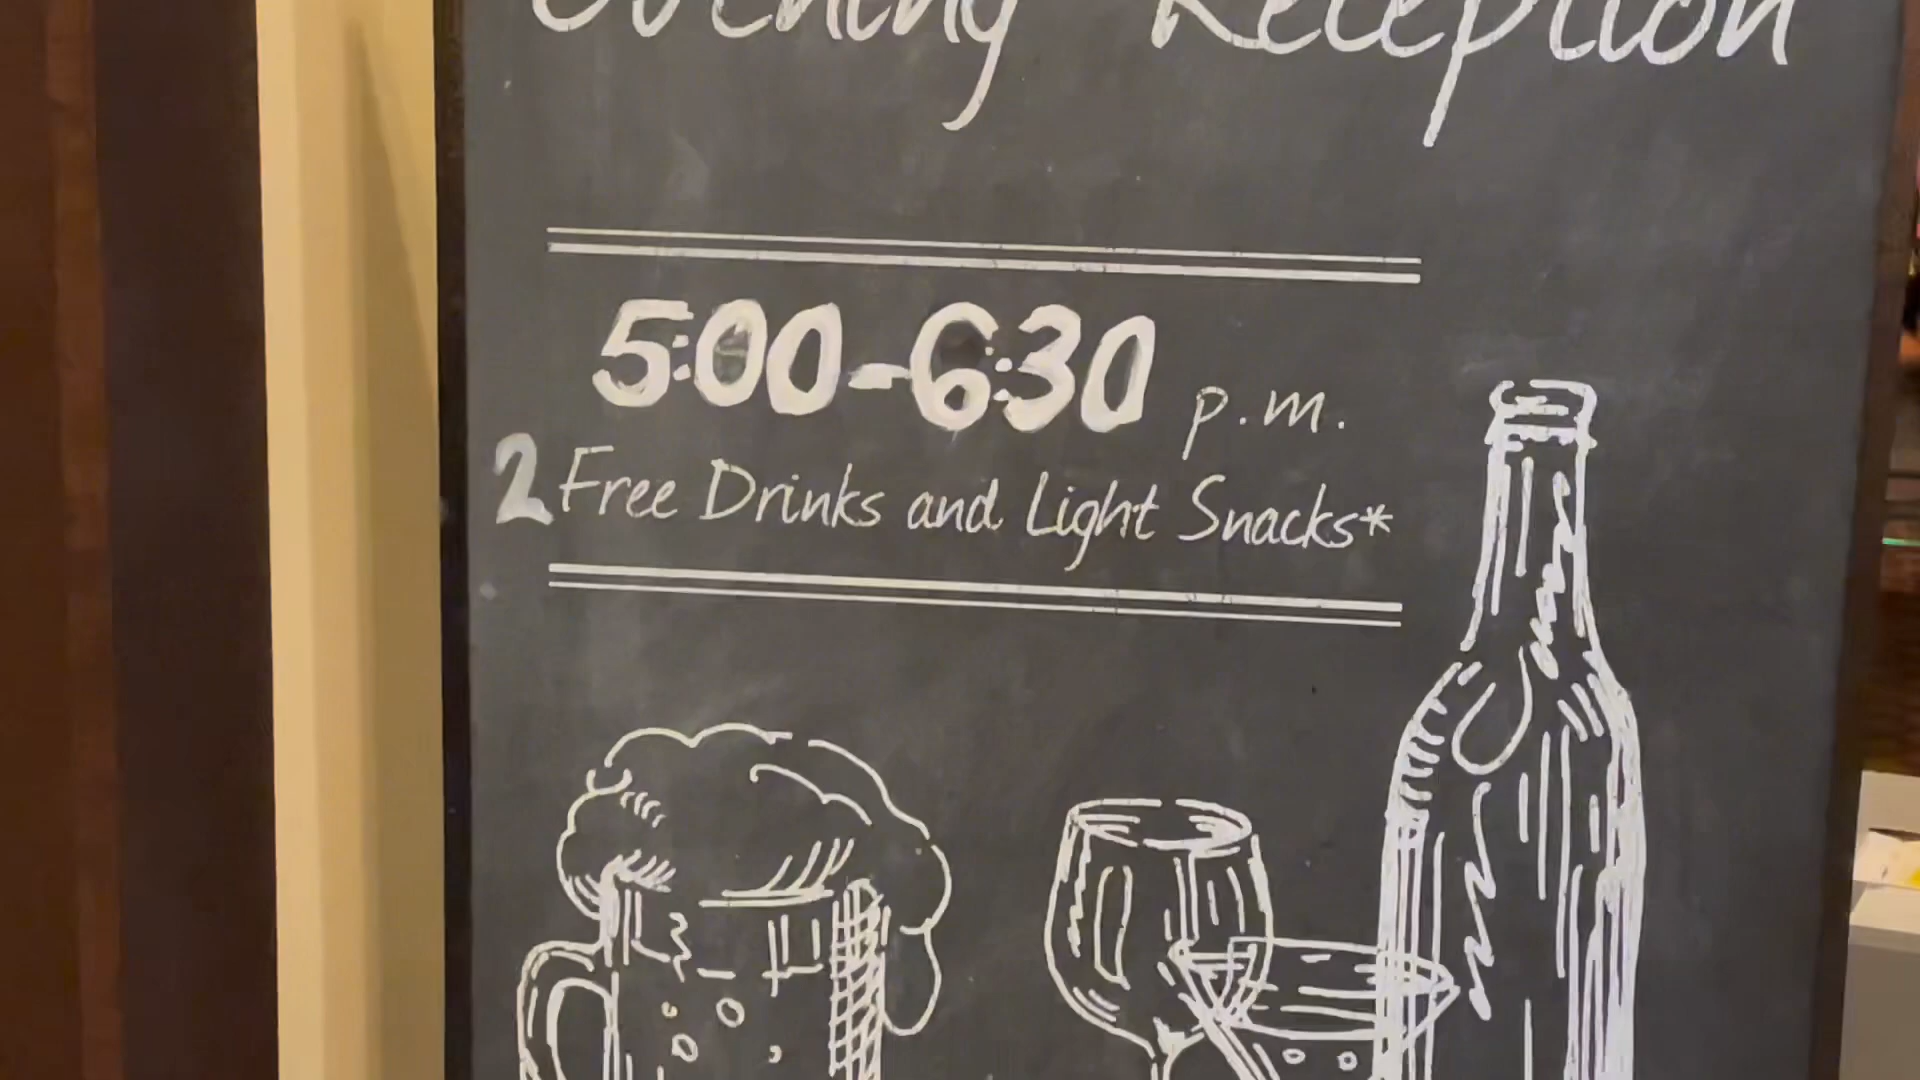 Evening Reception
5:00-6:30 p.m.
2 Free Drinks and Light Snacks*